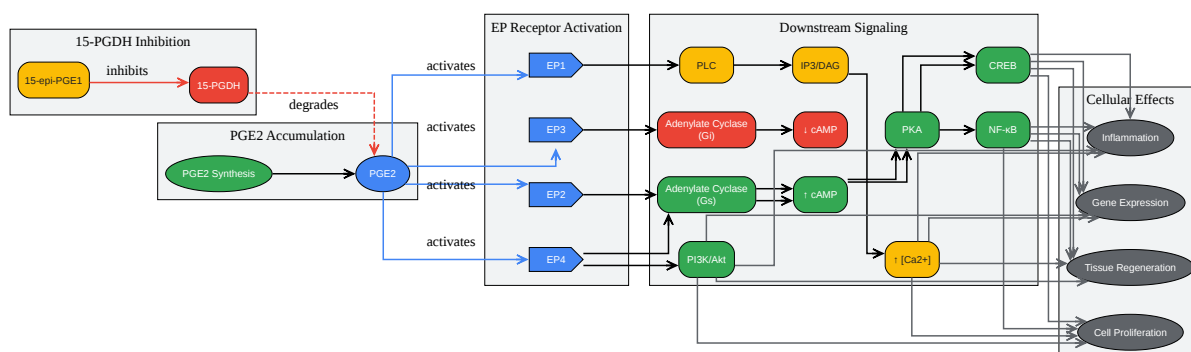 15-PGDH Inhibition
15-epi-PGE1
inhibits
15-PGDH
degrades
PGE2 Accumulation
PGE2 Synthesis
PGE2
activates
activates
activates
activates
EP Receptor Activation
EP1
EP3
EP2
EP4
Downstream Signaling
PLC
IP3/DAG
Adenylate Cyclase
(Gi)
↓ cAMP
Adenylate Cyclase
(Gs)
↑ cAMP
PI3K/Akt
PKA
↑ [Ca2+]
CREB
NF-κB
Cellular Effects
Inflammation
Gene Expression
Tissue Regeneration
Cell Proliferation